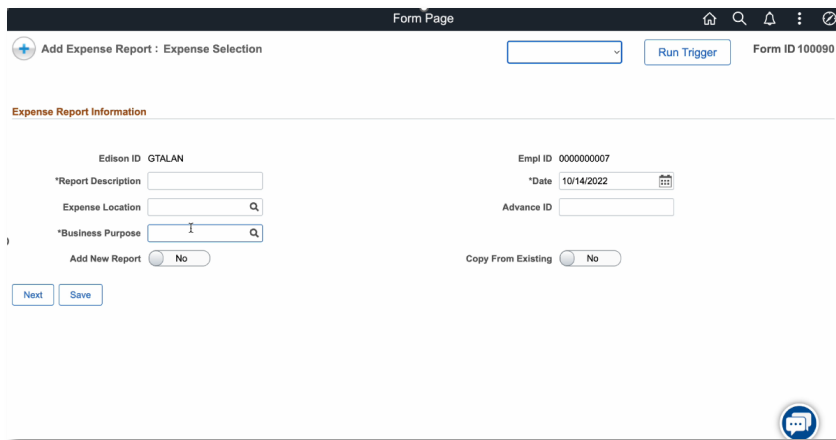 Form Page
Add Expense Report : Expense Selection
Run Trigger
Form ID 100090
Expense Report Information
Edison ID GTALAN
Empl ID 0000000007
*Report Description
*Date 10/14/2022
Expense Location
Advance ID
*Business Purpose
Add New Report No
Copy From Existing No
Next Save